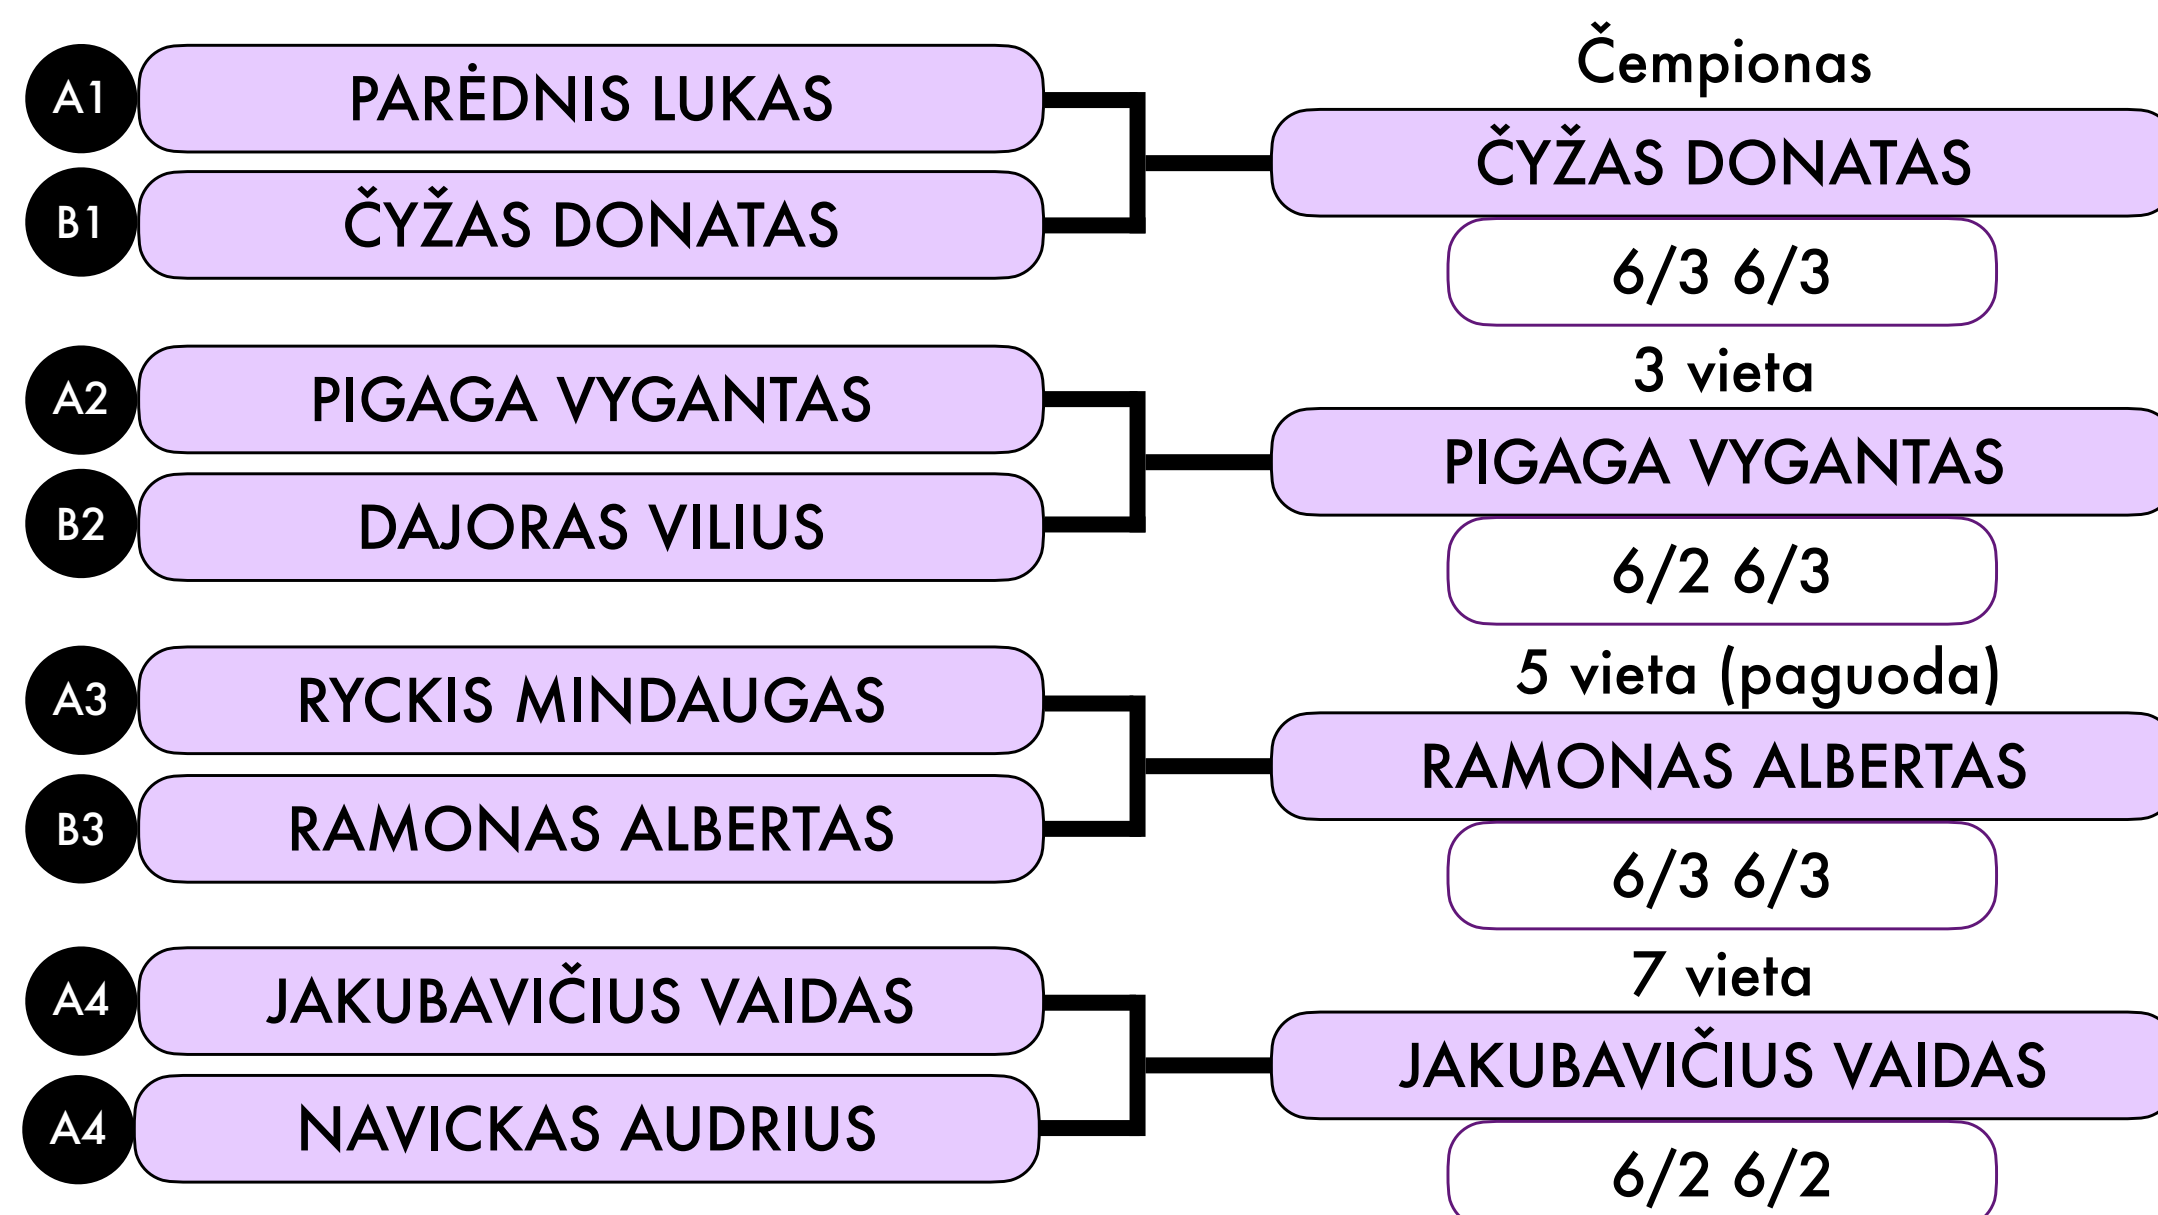 A1 PARĖDNIS LUKAS
B1 ČYŽAS DONATAS
Čempionas
ČYŽAS DONATAS
6/3 6/3
A2 PIGAGA VYGANTAS
B2 DAJORAS VILIUS
3 vieta
PIGAGA VYGANTAS
6/2 6/3
A3 RYCKIS MINDAUGAS
B3 RAMONAS ALBERTAS
5 vieta (paguoda)
RAMONAS ALBERTAS
6/3 6/3
A4 JAKUBAVIČIUS VAIDAS
A4 NAVICKAS AUDRIUS
7 vieta
JAKUBAVIČIUS VAIDAS
6/2 6/2